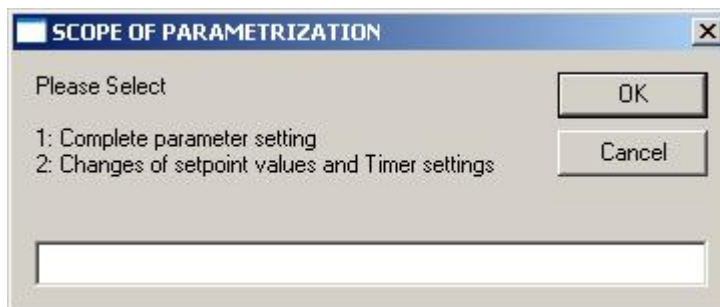 SCOPE OF PARAMETRIZATION
Please Select
OK
1: Complete parameter setting
2: Changes of setpoint values and Timer settings
Cancel